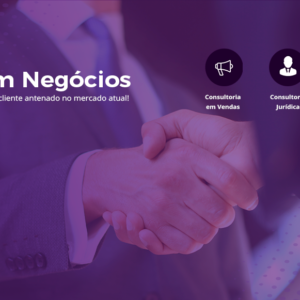 m Negócios
cliente antenado no mercado atual!
Consultoria
em Vendas
Consultor
Jurídica